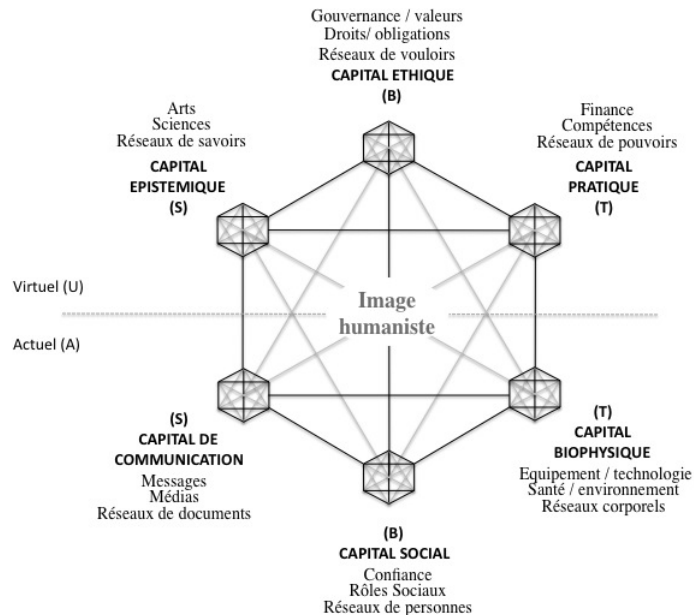 Gouvernance / valeurs
Droits/ obligations
Réseaux de vouloirs
CAPITAL ETHIQUE
(B)
Arts
Sciences
Réseaux de savoirs
CAPITAL
EPISTEMIQUE
(S)
Finance
Compétences
Réseaux de pouvoirs
CAPITAL
PRATIQUE
(T)
Virtuel (U)
Image
humaniste
Actuel (A)
(S)
CAPITAL DE
COMMUNICATION
Messages
Médias
Réseaux de documents
(T)
CAPITAL
BIOPHYSIQUE
Equipement / technologie
Santé / environnement
Réseaux corporels
(B)
CAPITAL SOCIAL
Confiance
Rôles Sociaux
Réseaux de personnes